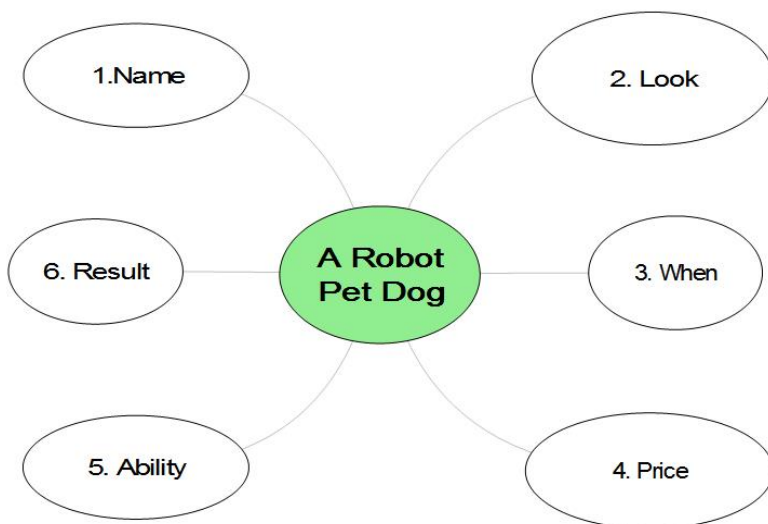 1.Name
2. Look
A Robot
Pet Dog
6. Result
3. When
5. Ability
4. Price